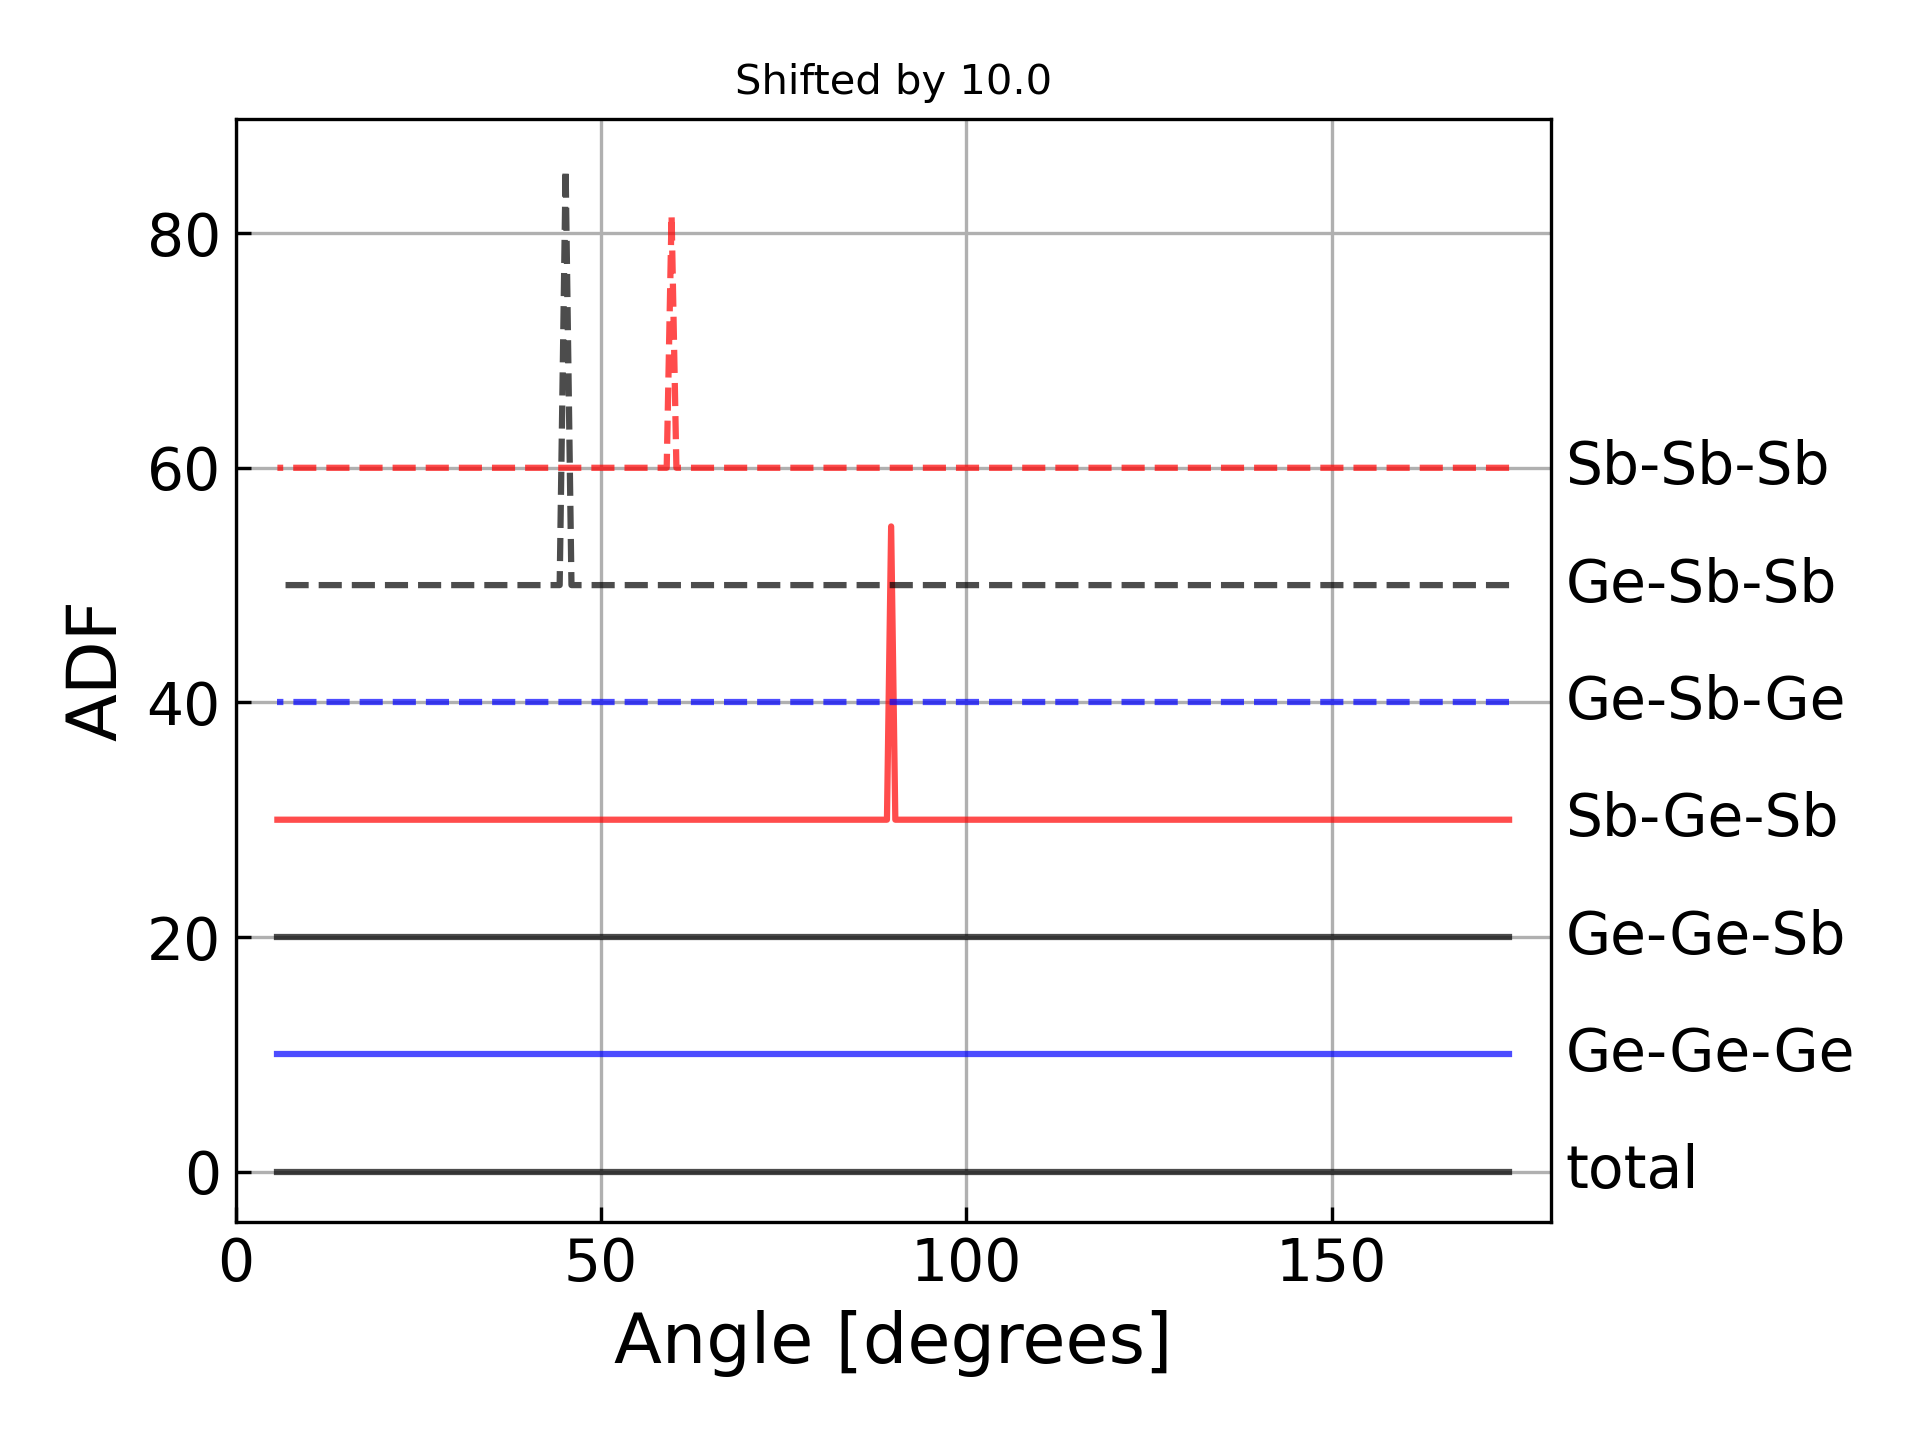 Shifted by 10.0
80
60
40
20
0
ADF
Sb-Sb-Sb
Ge-Sb-Sb
Ge-Sb-Ge
Sb-Ge-Sb
Ge-Ge-Sb
Ge-Ge-Ge
total
0 50 100 150
Angle [degrees]